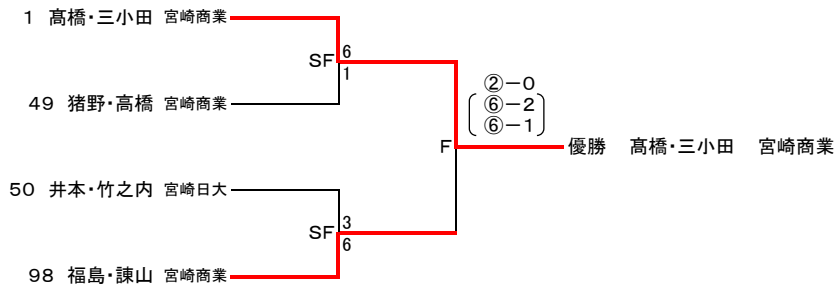 1 髙橋・三小田 宮崎商業
SF 6
1
49 猪野・高橋 宮崎商業
②－0
⑥－2
⑥－1
F 優勝 髙橋・三小田 宮崎商業
50 井本・竹之内 宮崎日大
SF 3
6
98 福島・諌山 宮崎商業